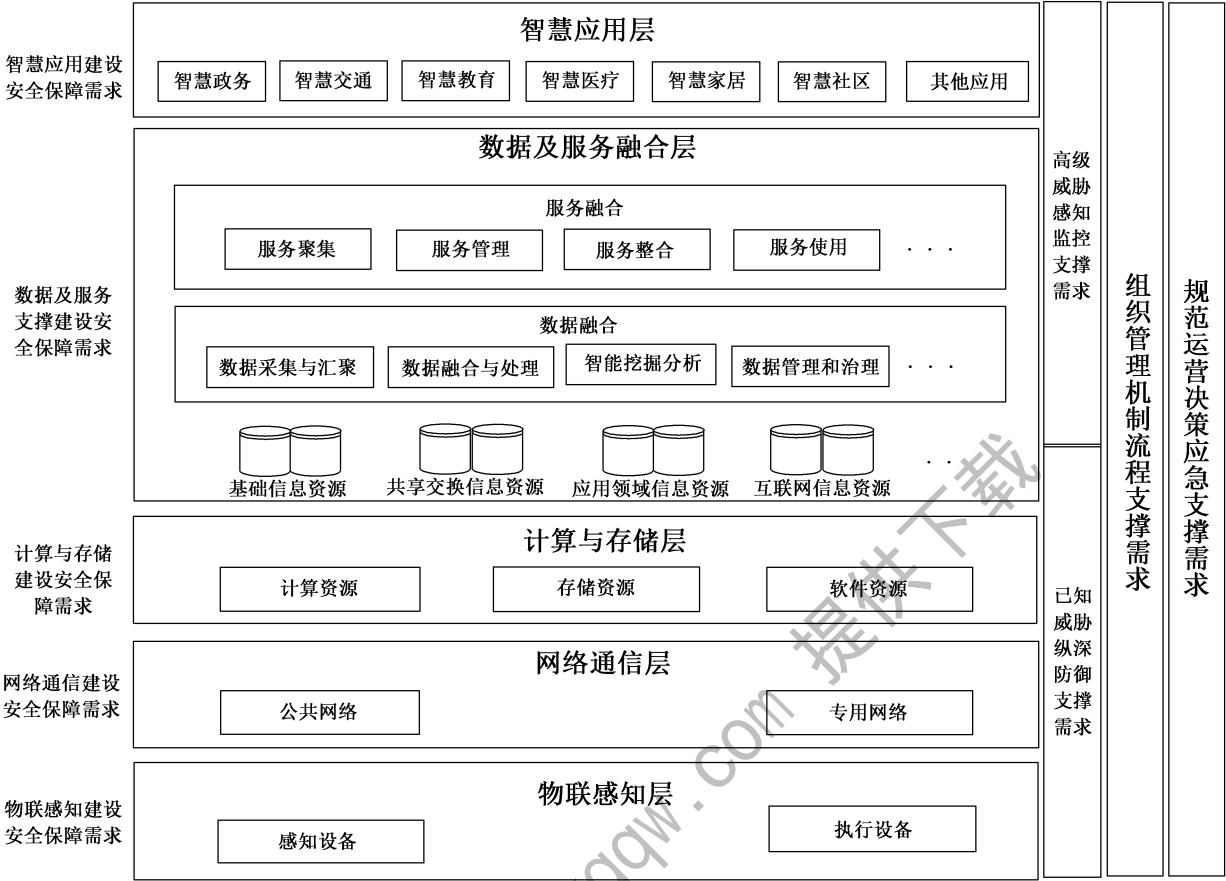 智慧应用层
智慧应用建设
安全保障需求
智慧政务
智慧交通
智慧教育
智慧医疗
智慧家居
智慧社区
其他应用
数据及服务融合层
数据及服务
支撑建设安
全保障需求
服务融合
服务聚集
服务管理
服务整合
服务使用
· · ·
数据融合
数据采集与汇聚
数据融合与处理
智能挖掘分析
数据管理和治理
· · ·
基础信息资源
共享交换信息资源
应用领域信息资源
互联网信息资源
· ·
计算与存储层
计算与存储
建设安全保
障需求
计算资源
存储资源
软件资源
网络通信层
网络通信建设
安全保障需求
公共网络
专用网络
物联感知层
物联感知建设
安全保障需求
感知设备
执行设备
高级
威胁
感知
监控
支撑
需求
已知
威胁
纵深
防御
支撑
需求
组织管理机制流程支撑需求
规范运营决策应急支撑需求
gqw.com 提供下载